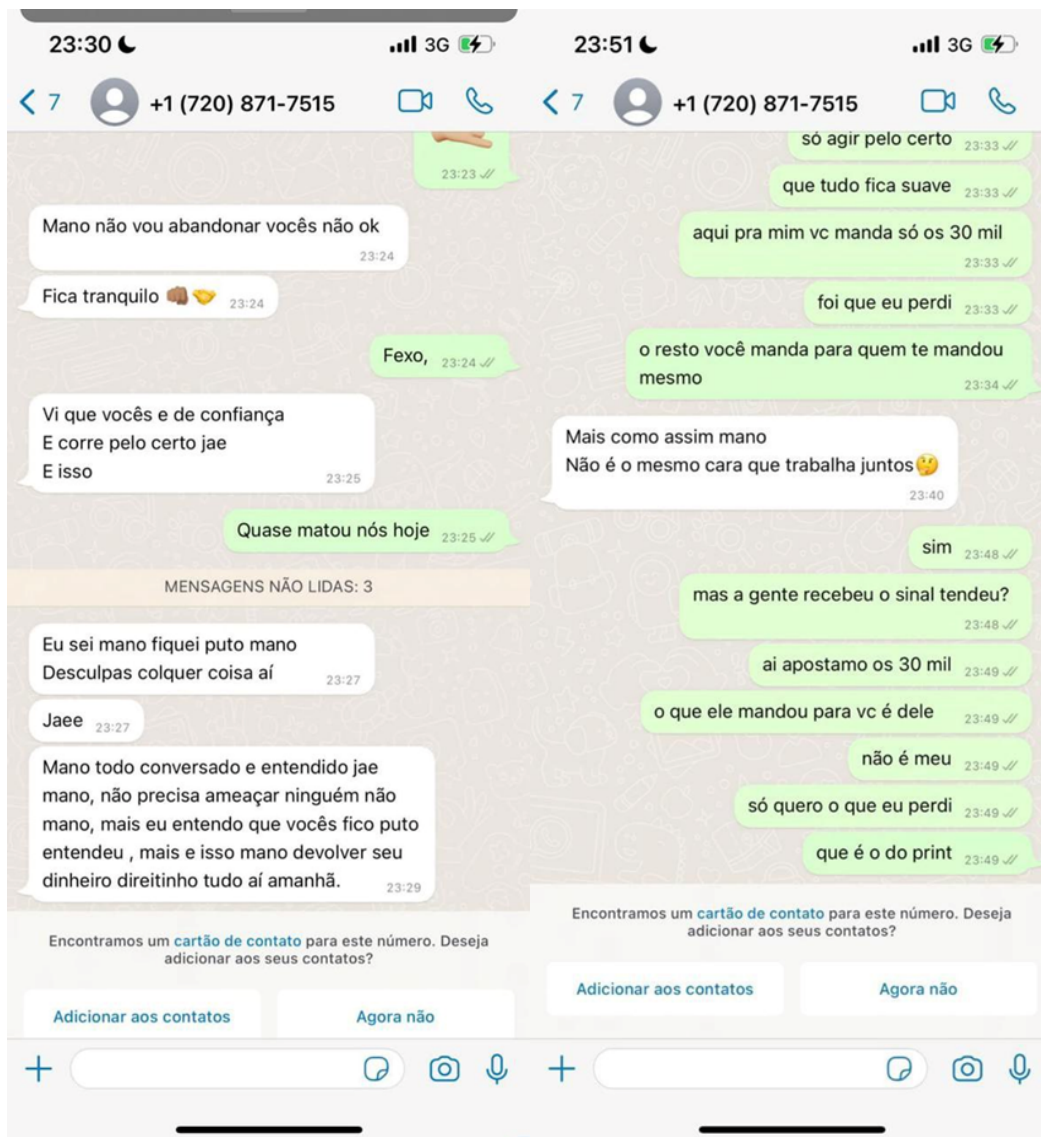 23:30
3G
7
+1 (720) 871-7515
23:23
Mano não vou abandonar vocês não ok
23:24
Fica tranquilo 👊🏽🤝 23:24
Fexo, 23:24
Vi que vocês e de confiança
E corre pelo certo jae
E isso
23:25
Quase matou nós hoje 23:25
MENSAGENS NÃO LIDAS: 3
Eu sei mano fiquei puto mano
Desculpas colquer coisa aí 23:27
Jaee 23:27
Mano todo conversado e entendido jae
mano, não precisa ameaçar ninguém não
mano, mais eu entendo que vocês fico puto
entendeu , mais e isso mano devolver seu
dinheiro direitinho tudo aí amanhã. 23:29
Encontramos um cartão de contato para este número. Deseja
adicionar aos seus contatos?
Adicionar aos contatos
Agora não
23:51
3G
7
+1 (720) 871-7515
só agir pelo certo 23:33
que tudo fica suave 23:33
aqui pra mim vc manda só os 30 mil
23:33
foi que eu perdi 23:33
o resto você manda para quem te mandou
mesmo 23:34
Mais como assim mano
Não é o mesmo cara que trabalha juntos🤔
23:40
sim 23:48
mas a gente recebeu o sinal tendeu?
23:48
ai apostamo os 30 mil 23:49
o que ele mandou para vc é dele 23:49
não é meu 23:49
só quero o que eu perdi 23:49
que é o do print 23:49
Encontramos um cartão de contato para este número. Deseja
adicionar aos seus contatos?
Adicionar aos contatos
Agora não